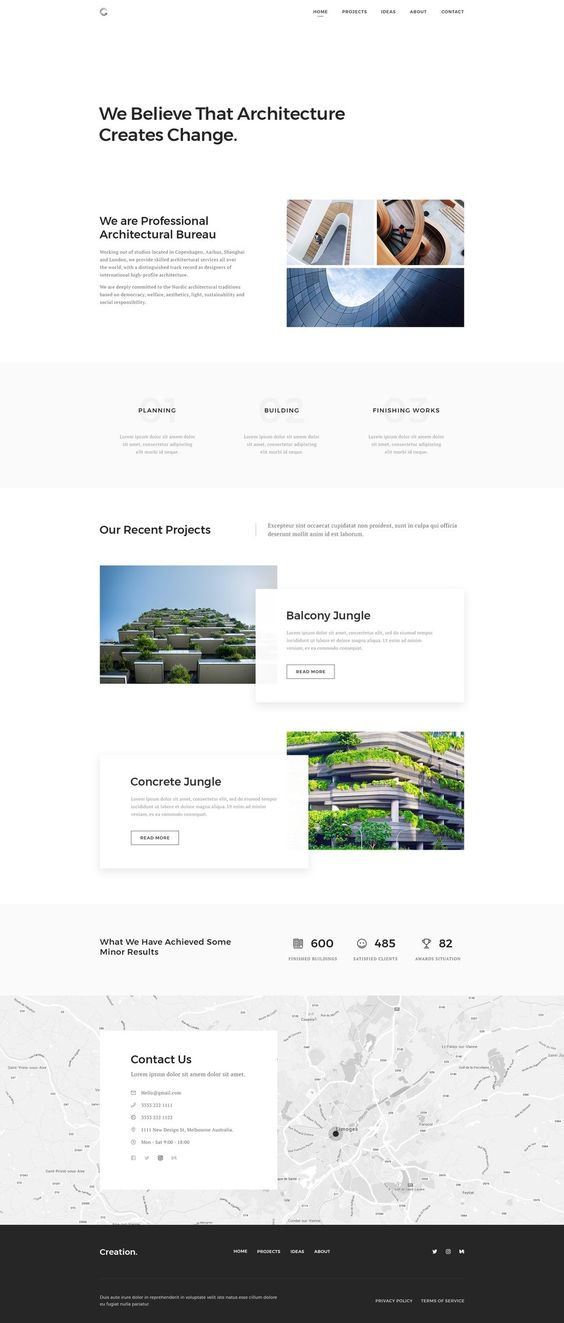 HOME PROJECTS IDEAS ABOUT CONTACT
We Believe That Architecture
Creates Change.
We are Professional
Architectural Bureau
Working out of studios located in Copenhagen, Aarhus, Shanghai
and London, we provide skilled architectural services all over
the world, with a distinguished track record as designers of
international high-profile architecture.
We are deeply committed to the Nordic architectural traditions
based on democracy, welfare, aesthetics, light, sustainability and
social responsibility.
01 02 03
PLANNING BUILDING FINISHING WORKS
Lorem ipsum dolor sit amem dolor
sit amet, consectetur adipiscing
elit morbi id neque.
Lorem ipsum dolor sit amem dolor
sit amet, consectetur adipiscing
elit morbi id neque.
Lorem ipsum dolor sit amem dolor
sit amet, consectetur adipiscing
elit morbi id neque.
Our Recent Projects
Excepteur sint occaecat cupidatat non proident, sunt in culpa qui officia
deserunt mollit anim id est laborum.
Balcony Jungle
Lorem ipsum dolor sit amet, consectetur elit, sed do eiusmod tempor
incididunt ut labore et dolore magna aliqua. Ut enim ad minim
veniam, ex ea commodo consequat.
READ MORE
Concrete Jungle
Lorem ipsum dolor sit amet, consectetur elit, sed do eiusmod tempor
incididunt ut labore et dolore magna aliqua. Ut enim ad minim
veniam, ex ea commodo consequat.
READ MORE
What We Have Achieved Some
Minor Results
600 485 82
FINISHED BUILDINGS SATISFIED CLIENTS AWARDS SITUATION
Contact Us
Lorem ipsum dolor sit amem dolor sit amet.
Hello@gmail.com
3333 222 1111
3333 222 1122
1111 New Design St, Melbourne Australia.
Mon - Sat 9:00 - 18:00
Limoges
Creation.
HOME PROJECTS IDEAS ABOUT
Duis aute irure dolor in reprehenderit in voluptate velit iste natus esse cillum dolore
eu fugiat nulla pariatur.
PRIVACY POLICY TERMS OF SERVICE